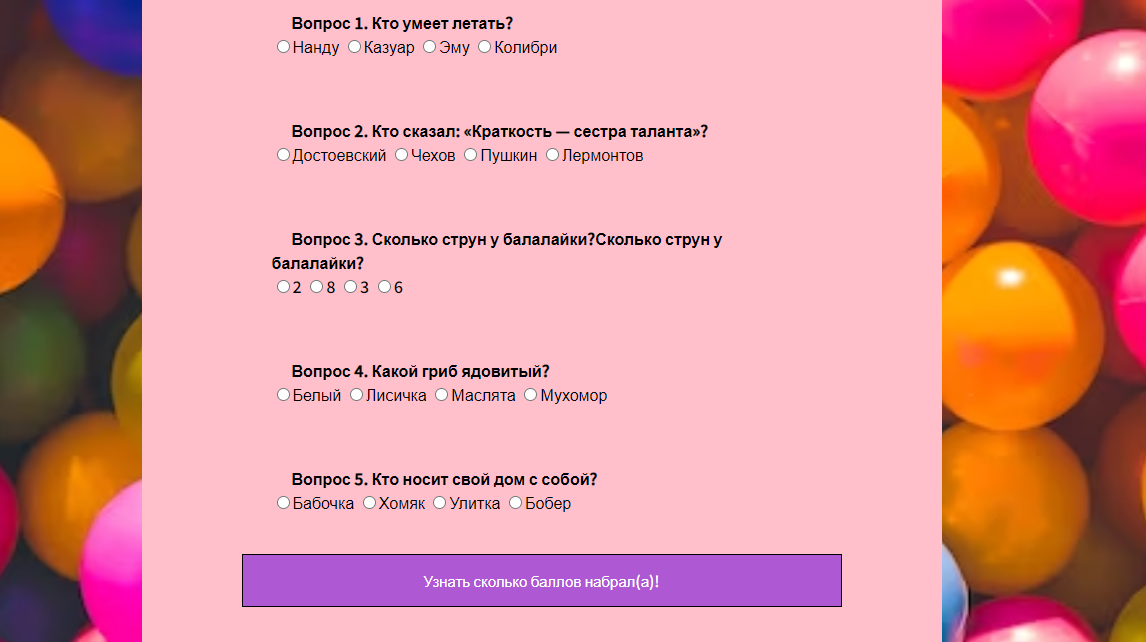 Вопрос 1. Кто умеет летать?
Нанду Казуар Эму Колибри
Вопрос 2. Кто сказал: «Краткость — сестра таланта»?
Достоевский Чехов Пушкин Лермонтов
Вопрос 3. Сколько струн у балалайки?Сколько струн у
балалайки?
2 8 3 6
Вопрос 4. Какой гриб ядовитый?
Белый Лисичка Маслята Мухомор
Вопрос 5. Кто носит свой дом с собой?
Бабочка Хомяк Улитка Бобер
Узнать сколько баллов набрал(а)!